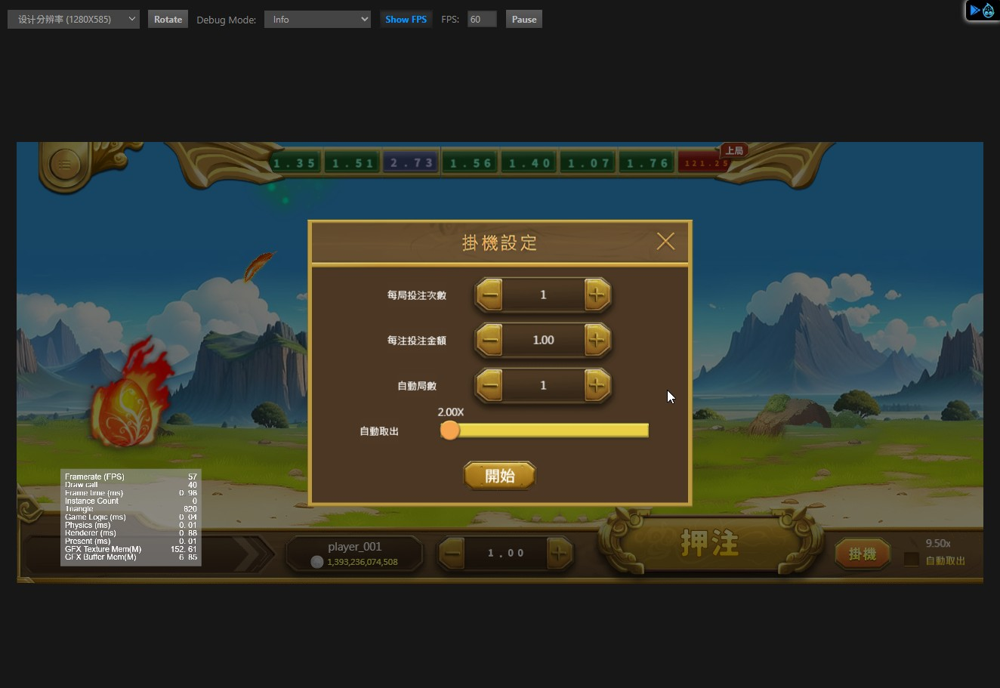 设计分辨率 (1280X585) Rotate Debug Mode: Info Show FPS FPS: 60 Pause
1.35 1.51 2.73 1.56 1.40 1.07 1.76 121.25 上局
掛機設定
每局投注次數 1
每注投注金額 1.00
自動局數 1
2.00X
自動取出
開始
Framerate (FPS) 57
Draw call 40
Frame time (ms) 0.98
Instance Count 0
Triangle 820
Game Logic (ms) 0.04
Physics (ms) 0.01
Renderer (ms) 0.88
Present (ms) 0.01
GFX Texture Mem(M) 152.61
GFX Buffer Mem(M) 6.85
player_001
1,393,236,074,508
1.00
押注
掛機
9.50x
自動取出